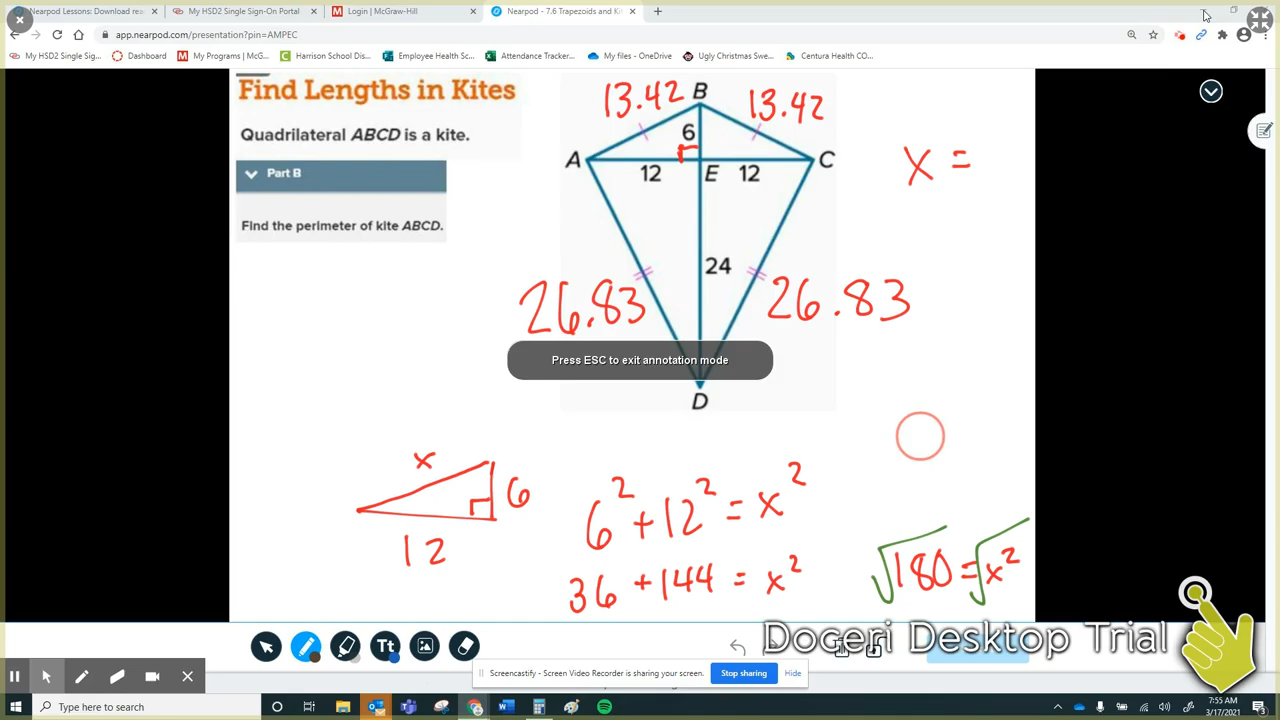 Nearpod Lessons: Download rea
My HSD2 Single Sign-On Portal
Login | McGraw-Hill
Nearpod - 7.6 Trapezoids and Kit
app.nearpod.com/presentation?pin=AMPEC
My HSD2 Single Sig...
Dashboard
My Programs | McG...
Harrison School Dis...
Employee Health Sc...
Attendance Tracker...
My files - OneDrive
Ugly Christmas Swe...
Centura Health CO...
Find Lengths in Kites
Quadrilateral ABCD is a kite.
Part B
Find the perimeter of kite ABCD.
13.42 B 13.42
6
A C
12 E 12
x =
24
26.83 26.83
Press ESC to exit annotation mode
D
x
6
12
6² + 12² = x²
36 + 144 = x²
√180 = √x²
Tt
Doceri Desktop Trial
Screencastify - Screen Video Recorder is sharing your screen.
Stop sharing
Hide
Type here to search
7:55 AM
3/17/2021